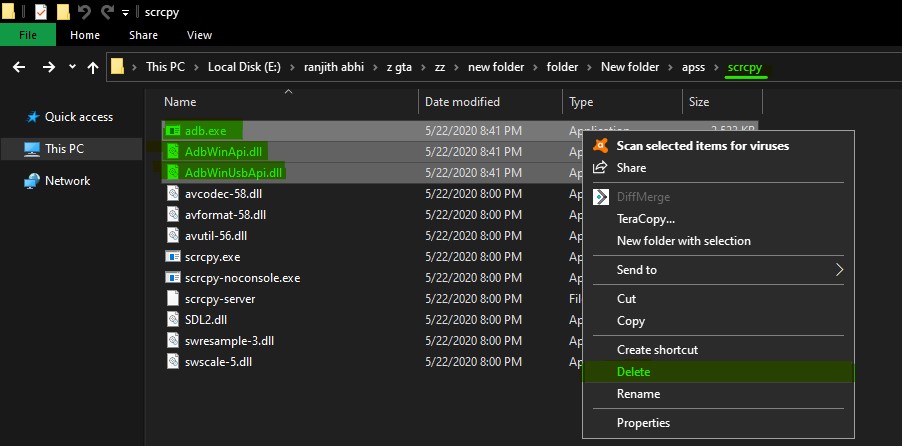 scrcpy
File Home Share View
This PC > Local Disk (E:) > ranjith abhi > z gta > zz > new folder > folder > New folder > apss > scrcpy
Name Date modified Type Size
Quick access
This PC
Network
adb.exe 5/22/2020 8:41 PM Application
AdbWinApi.dll 5/22/2020 8:41 PM Ap
AdbWinUsbApi.dll 5/22/2020 8:41 PM Ap
avcodec-58.dll 5/22/2020 8:00 PM Ap
avformat-58.dll 5/22/2020 8:00 PM Ap
avutil-56.dll 5/22/2020 8:00 PM Ap
scrcpy.exe 5/22/2020 8:00 PM Ap
scrcpy-noconsole.exe 5/22/2020 8:00 PM Ap
scrcpy-server 5/22/2020 8:00 PM Fil
SDL2.dll 5/22/2020 8:00 PM Ap
swresample-3.dll 5/22/2020 8:00 PM Ap
swscale-5.dll 5/22/2020 8:00 PM Ap
Scan selected items for viruses
Share
DiffMerge
TeraCopy...
New folder with selection
Send to
Cut
Copy
Create shortcut
Delete
Rename
Properties